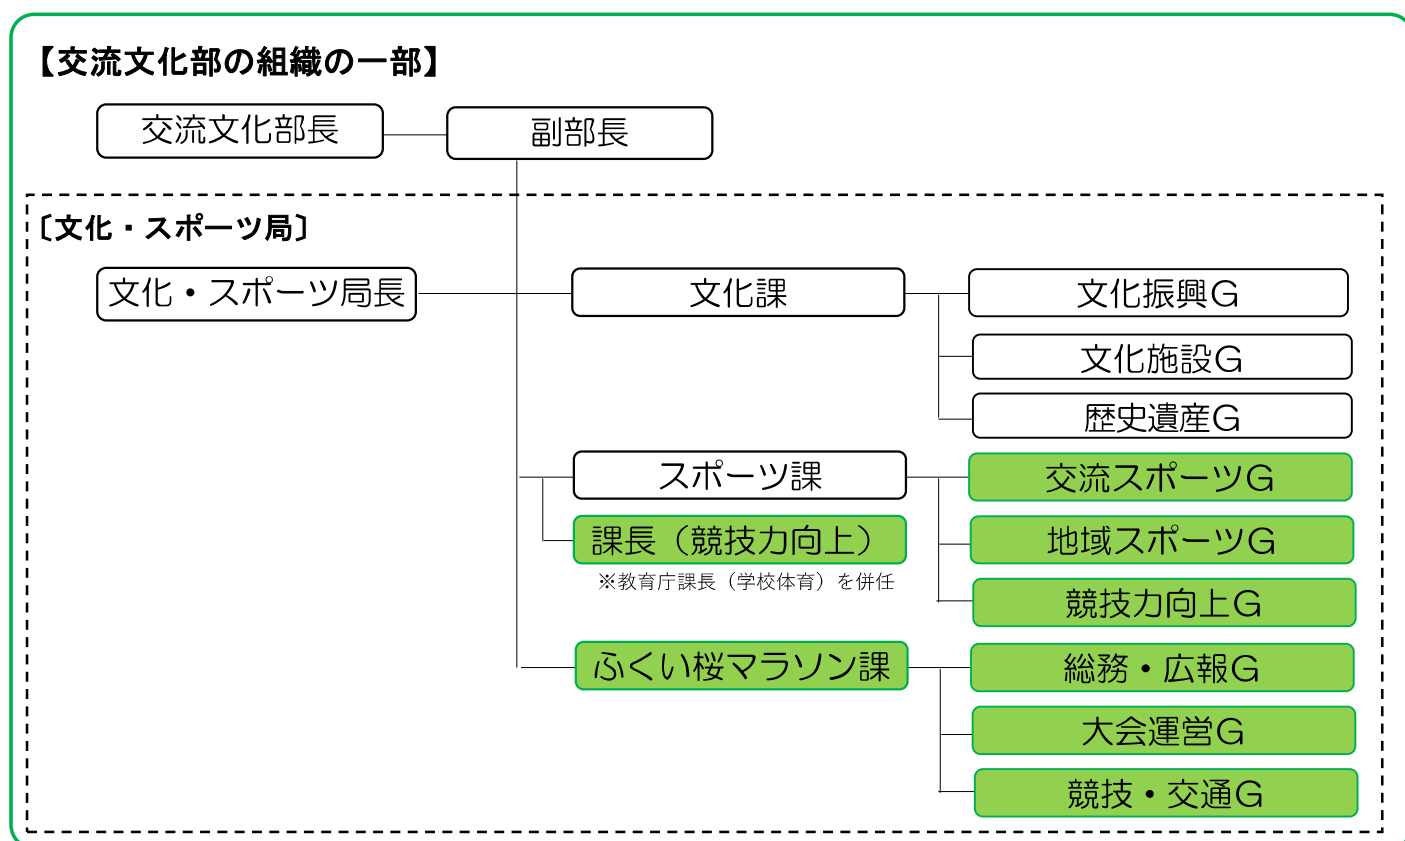 【交流文化部の組織の一部】
交流文化部長
副部長
〔文化・スポーツ局〕
文化・スポーツ局長
文化課
文化振興G
文化施設G
歴史遺産G
スポーツ課
交流スポーツG
課長（競技力向上）
地域スポーツG
※教育庁課長（学校体育）を併任
競技力向上G
ふくい桜マラソン課
総務・広報G
大会運営G
競技・交通G